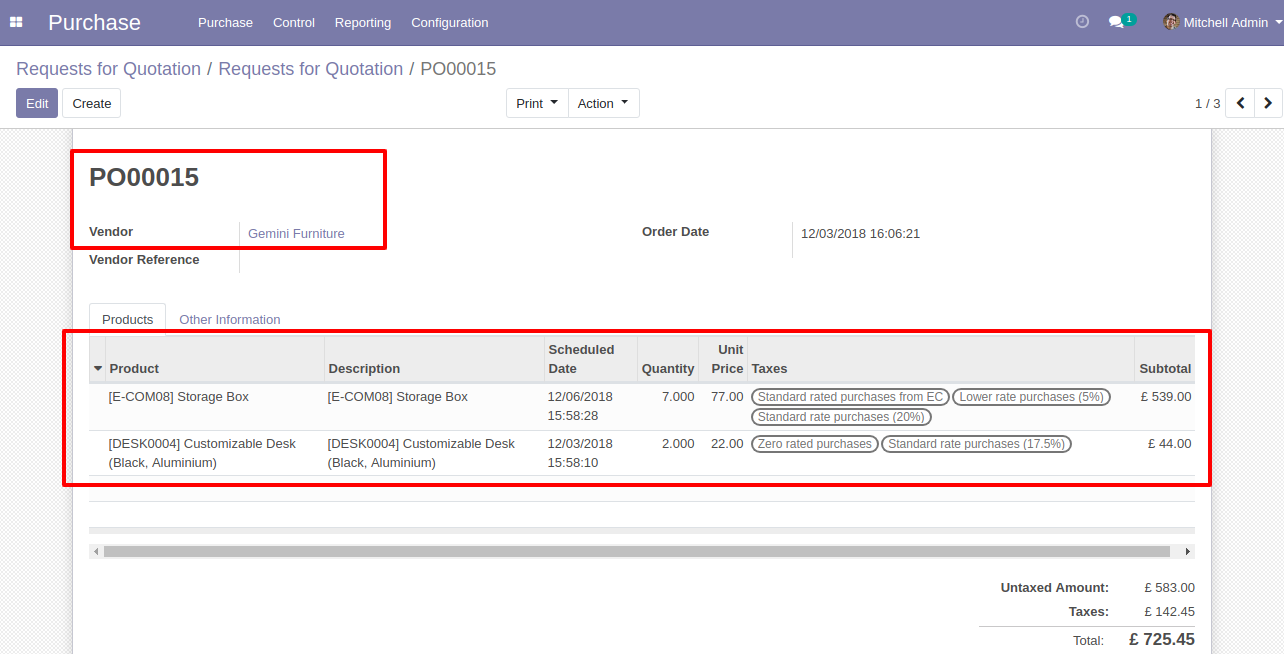 Purchase Purchase Control Reporting Configuration 1 Mitchell Admin
Requests for Quotation / Requests for Quotation / PO00015
Edit Create Print Action 1 / 3
PO00015
Vendor Gemini Furniture Order Date 12/03/2018 16:06:21
Vendor Reference
Products Other Information
Product Description Scheduled Date Quantity Unit Price Taxes Subtotal
[E-COM08] Storage Box [E-COM08] Storage Box 12/06/2018 7.000 77.00 Standard rated purchases from EC Lower rate purchases (5%) £ 539.00
15:58:28 Standard rate purchases (20%)
[DESK0004] Customizable Desk [DESK0004] Customizable Desk 12/03/2018 2.000 22.00 Zero rated purchases Standard rate purchases (17.5%) £ 44.00
(Black, Aluminium) (Black, Aluminium) 15:58:10
Untaxed Amount: £ 583.00
Taxes: £ 142.45
Total: £ 725.45